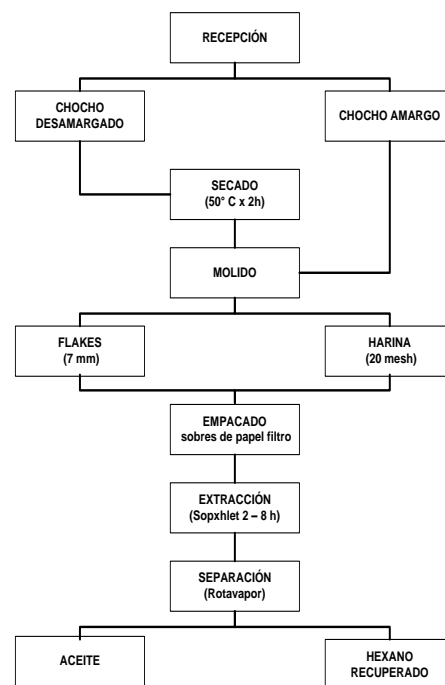 RECEPCIÓN
CHOCHO
DESAMARGADO
CHOCHO AMARGO
SECADO
(50° C x 2h)
MOLIDO
FLAKES
(7 mm)
HARINA
(20 mesh)
EMPACADO
sobres de papel filtro
EXTRACCIÓN
(Sopxhlet 2 – 8 h)
SEPARACIÓN
(Rotavapor)
ACEITE
HEXANO
RECUPERADO